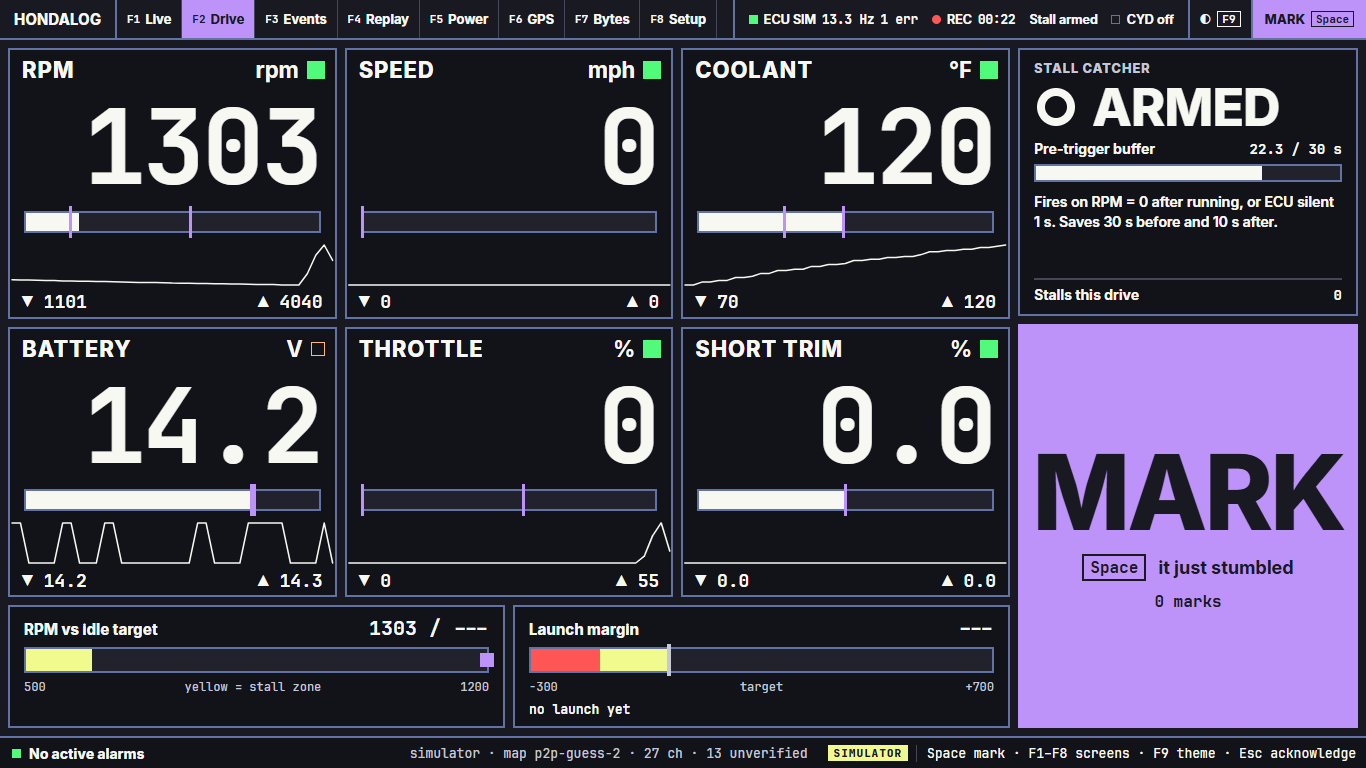 HONDALOG F1 Live F2 Drive F3 Events F4 Replay F5 Power F6 GPS F7 Bytes F8 Setup ECU SIM 13.3 Hz 1 err REC 00:22 Stall armed CYD off F9 MARK Space
RPM rpm
1303
▼ 1101 ▲ 4040
SPEED mph
0
▼ 0 ▲ 0
COOLANT °F
120
▼ 70 ▲ 120
STALL CATCHER
ARMED
Pre-trigger buffer 22.3 / 30 s
Fires on RPM = 0 after running, or ECU silent
1 s. Saves 30 s before and 10 s after.
Stalls this drive 0
BATTERY V
14.2
▼ 14.2 ▲ 14.3
THROTTLE %
0
▼ 0 ▲ 55
SHORT TRIM %
0.0
▼ 0.0 ▲ 0.0
MARK
Space it just stumbled
0 marks
RPM vs Idle target 1303 / ---
500 yellow = stall zone 1200
Launch margin ---
-300 target +700
no launch yet
No active alarms simulator · map p2p-guess-2 · 27 ch · 13 unverified SIMULATOR Space mark · F1-F8 screens · F9 theme · Esc acknowledge